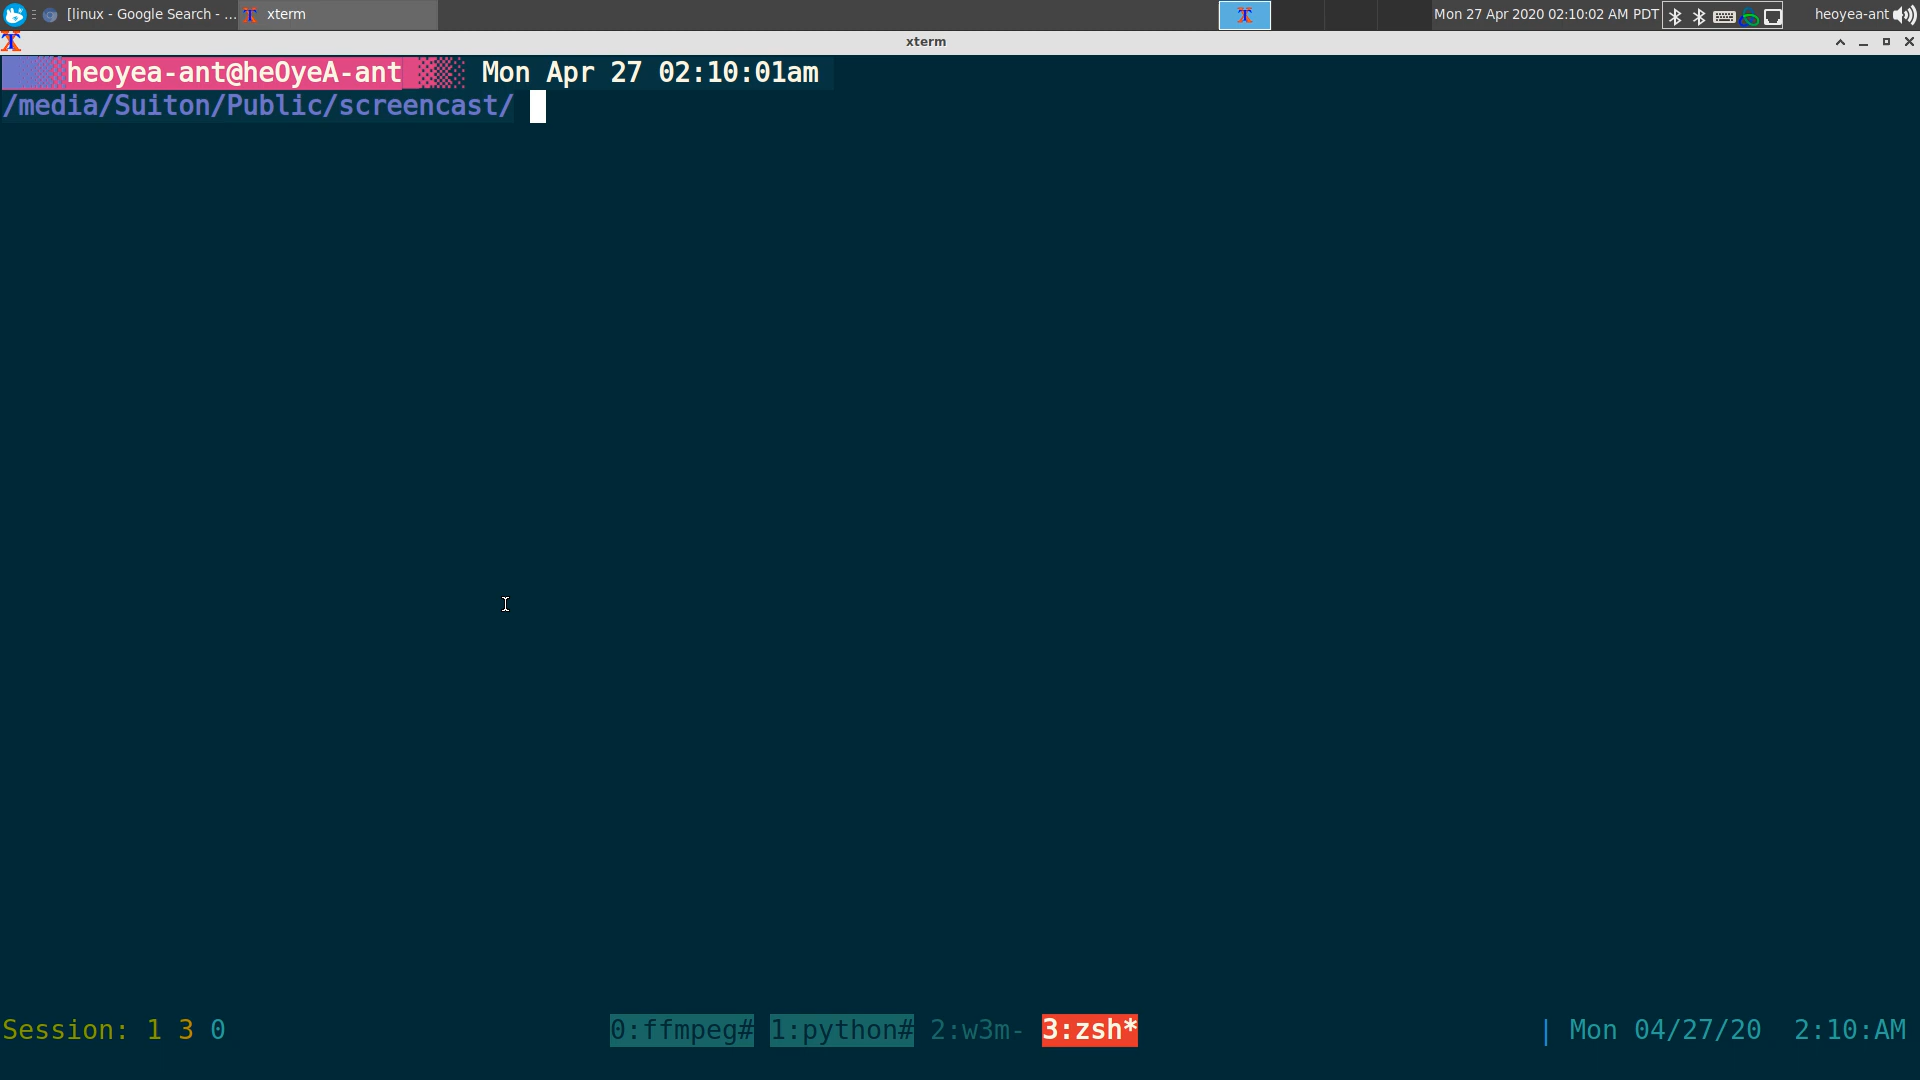 [linux - Google Search - ... xterm Mon 27 Apr 2020 02:10:02 AM PDT heoyea-ant
xterm
heoyea-ant@heOyeA-ant Mon Apr 27 02:10:01am
/media/Suiton/Public/screencast/
Session: 1 3 0 0:ffmpeg# 1:python# 2:w3m- 3:zsh* | Mon 04/27/20 2:10:AM